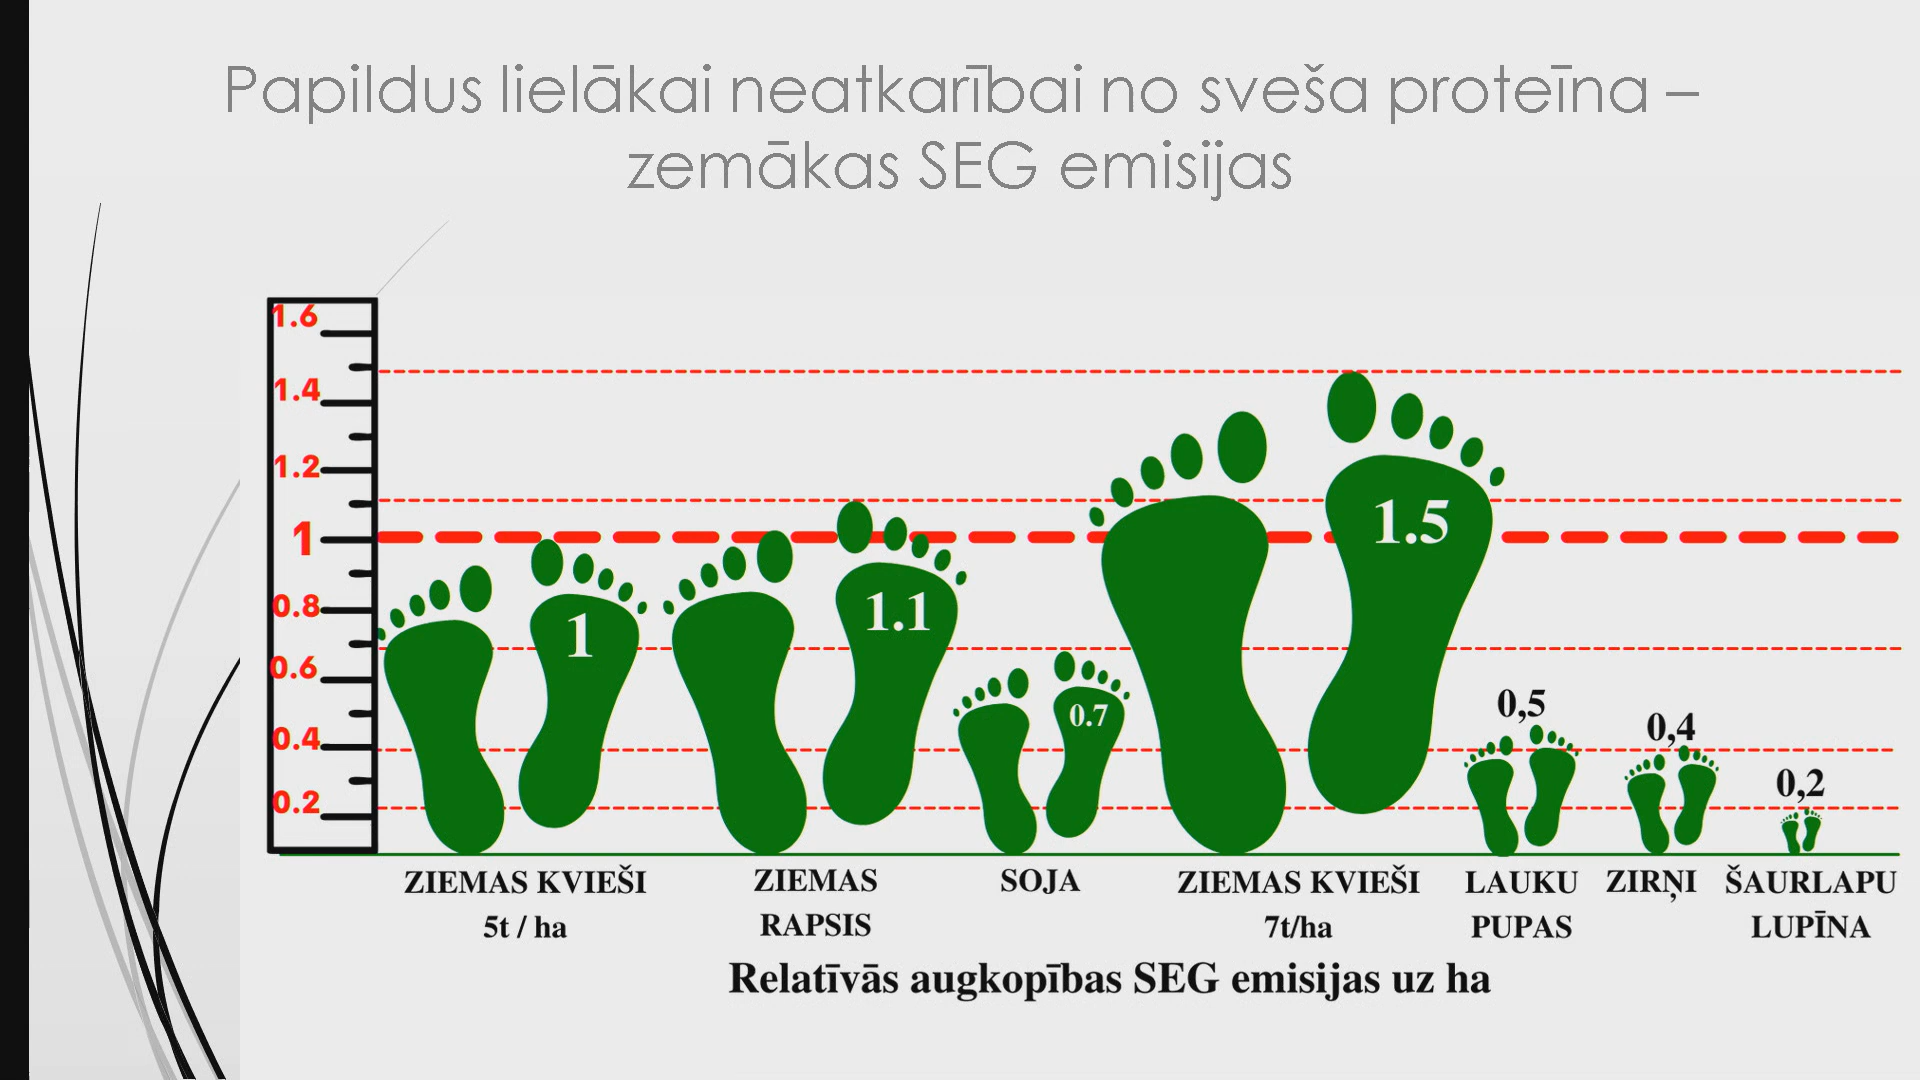 Papildus lielākai neatkarībai no sveša proteīna –
zemākas SEG emisijas
1.6
1.4
1.2
1
0.8
0.6
0.4
0.2
1
1.1
0.7
1.5
0,5
0,4
0,2
ZIEMAS KVIEŠI
5t / ha
ZIEMAS
RAPSIS
SOJA
ZIEMAS KVIEŠI
7t/ha
LAUKU
PUPAS
ZIRŅI
ŠAURLAPU
LUPĪNA
Relatīvās augkopības SEG emisijas uz ha